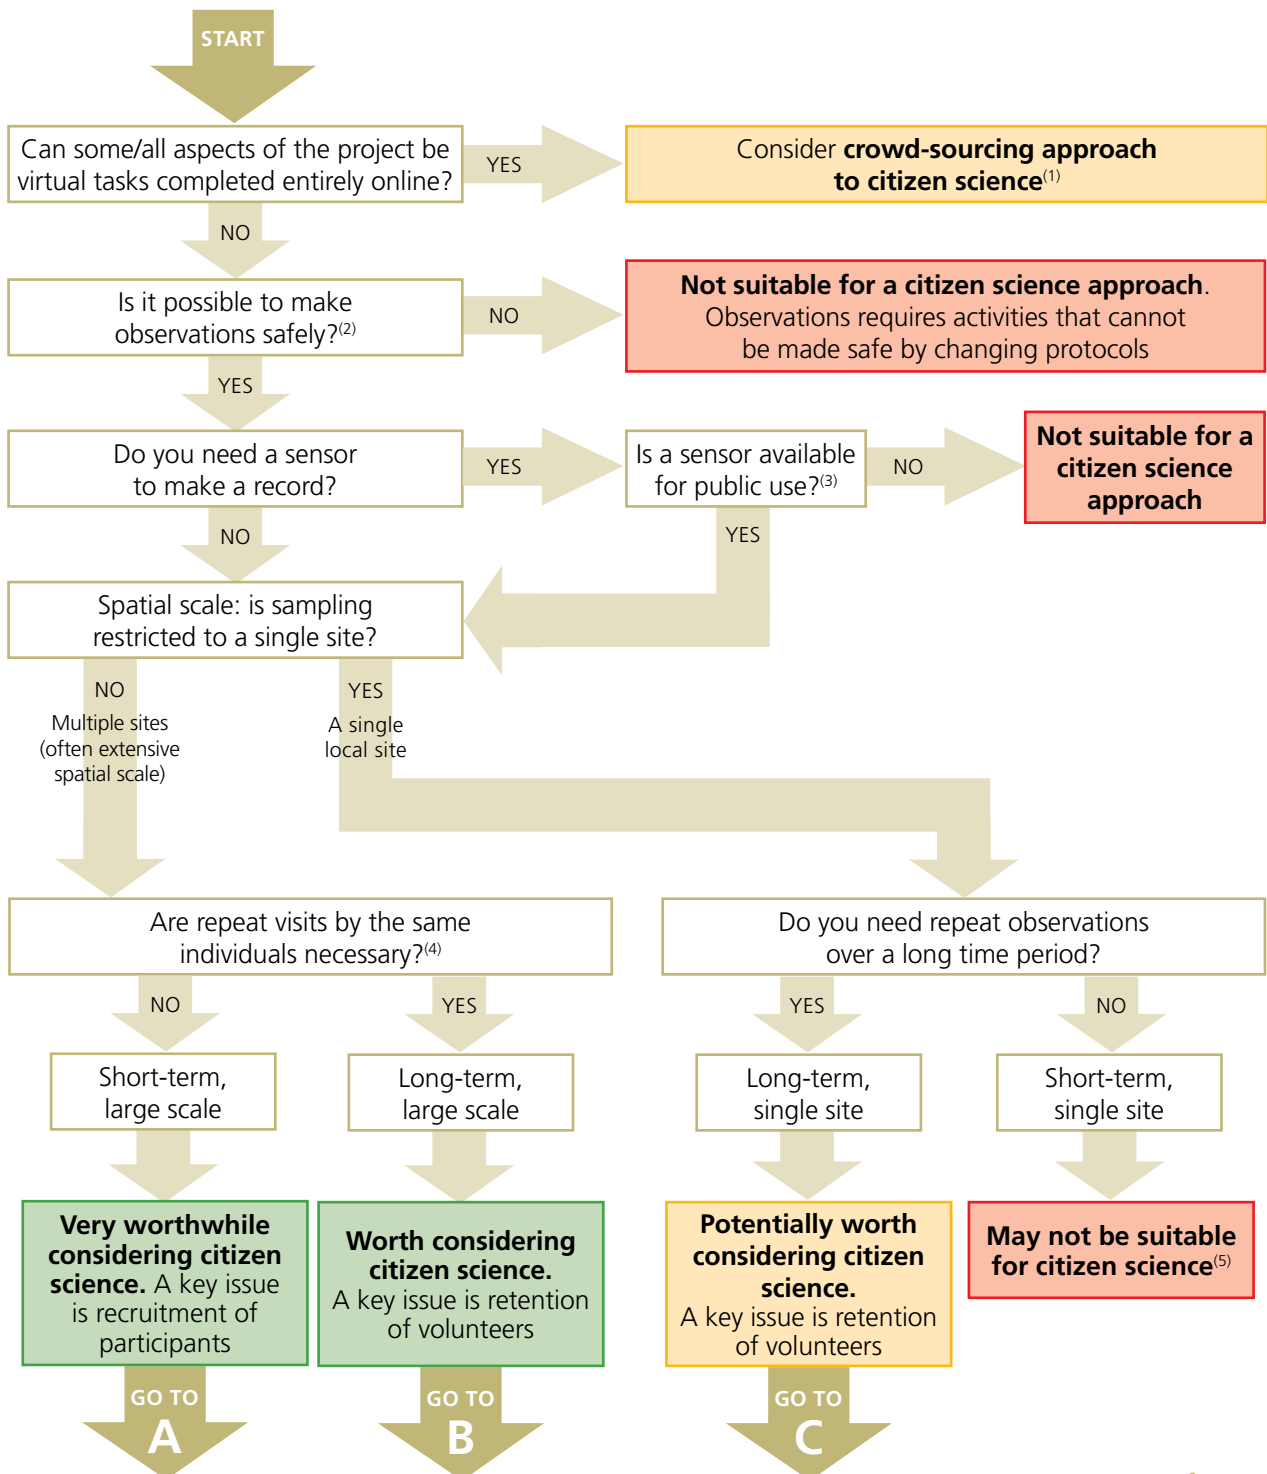 START
Can some/all aspects of the project be
virtual tasks completed entirely online?
YES
Consider crowd-sourcing approach
to citizen science(1)
NO
Is it possible to make
observations safely?(2)
NO
Not suitable for a citizen science approach.
Observations requires activities that cannot
be made safe by changing protocols
YES
Do you need a sensor
to make a record?
YES
Is a sensor available
for public use?(3)
NO
Not suitable for a
citizen science
approach
NO
YES
Spatial scale: is sampling
restricted to a single site?
NO
Multiple sites
(often extensive
spatial scale)
YES
A single
local site
Are repeat visits by the same
individuals necessary?(4)
Do you need repeat observations
over a long time period?
NO
YES
YES
NO
Short-term,
large scale
Long-term,
large scale
Long-term,
single site
Short-term,
single site
Very worthwhile
considering citizen
science. A key issue
is recruitment of
participants
Worth considering
citizen science.
A key issue is retention
of volunteers
Potentially worth
considering citizen
science.
A key issue is retention
of volunteers
May not be suitable
for citizen science(5)
GO TO
A
GO TO
B
GO TO
C